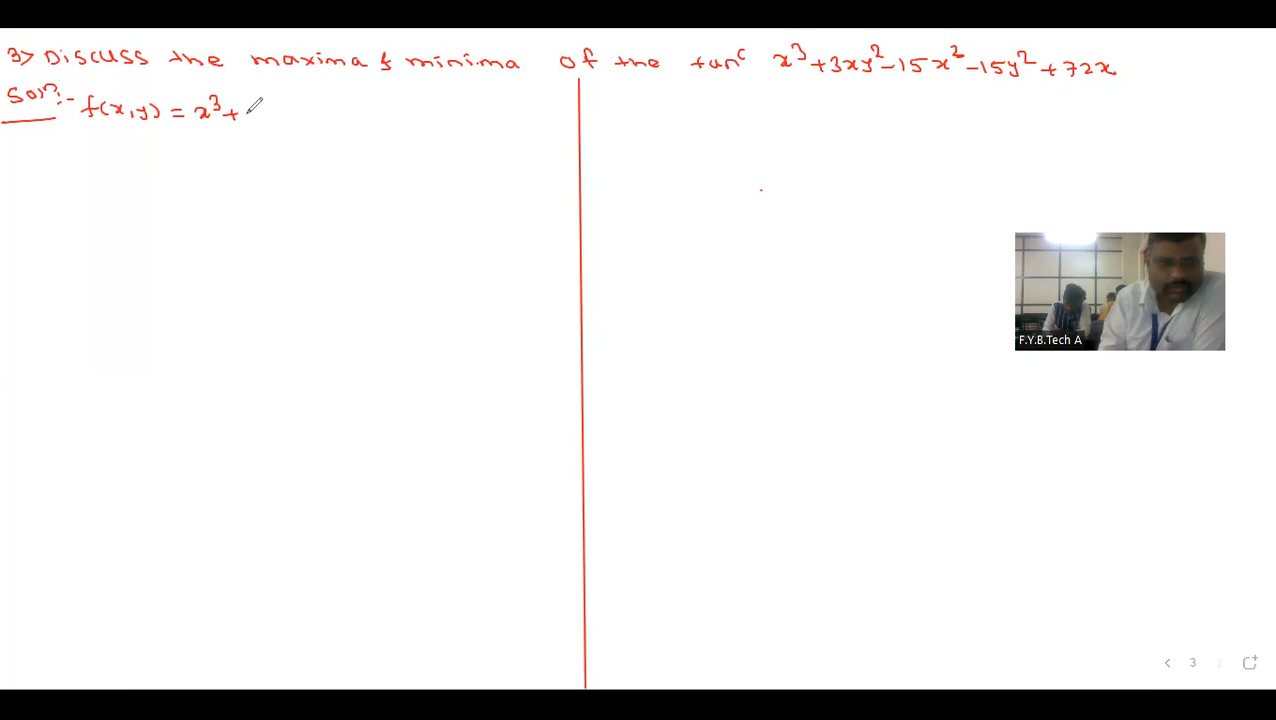 3> Discuss the maxima & minima of the funᶜ x³+3xy²-15x²-15y²+72x
Solⁿ:- f(x,y) = x³+
F.Y.B.Tech A
< 3 >